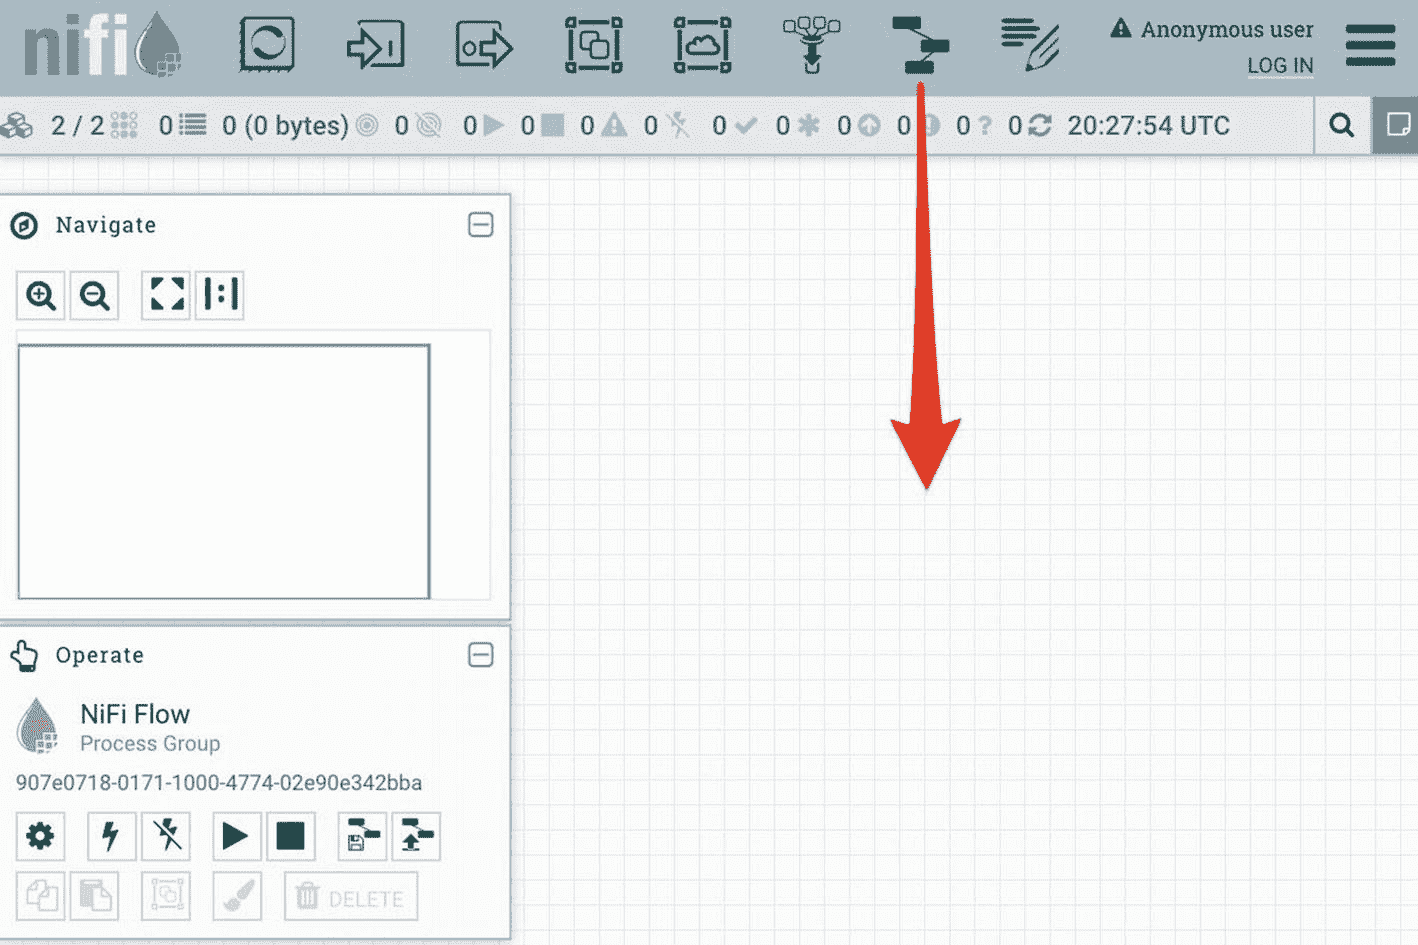 nifi
Anonymous user
LOG IN
2 / 2 0 0 (0 bytes) 0 0 0 0 0 0 0 0 0 0 0 20:27:54 UTC
Navigate
Operate
NiFi Flow
Process Group
907e0718-0171-1000-4774-02e90e342bba
DELETE